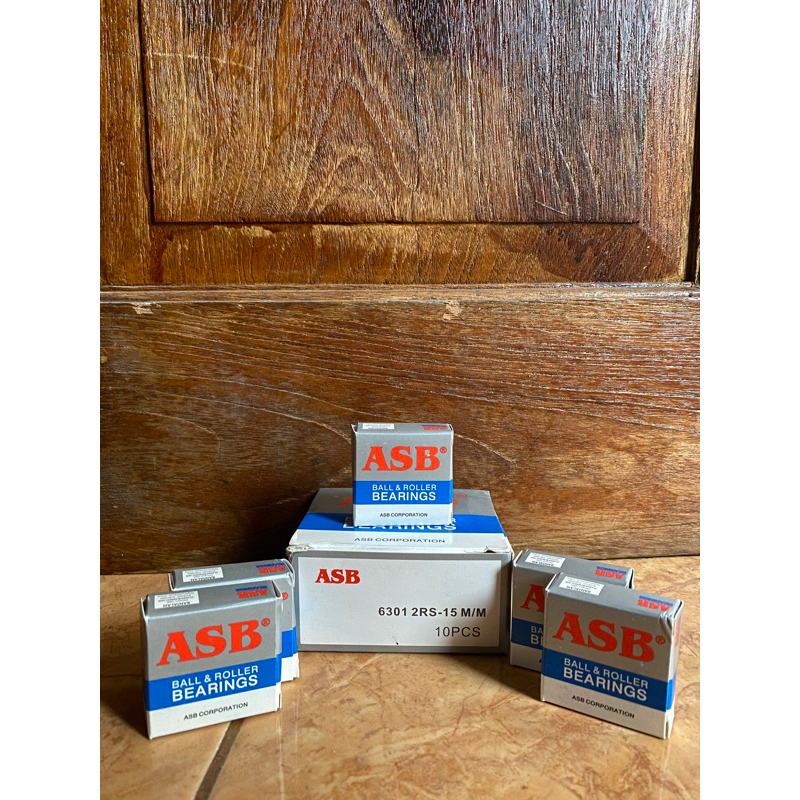 ASB®
BALL & ROLLER
BEARINGS
ASB CORPORATION
BEARINGS
ASB CORPORATION
ASB
6301 2RS-15 M/M
10PCS
ASB®
BALL & ROLLER
BEARINGS
ASB CORPORATION
ASB®
BALL & ROLLER
BEARINGS
ASB CORPORATION